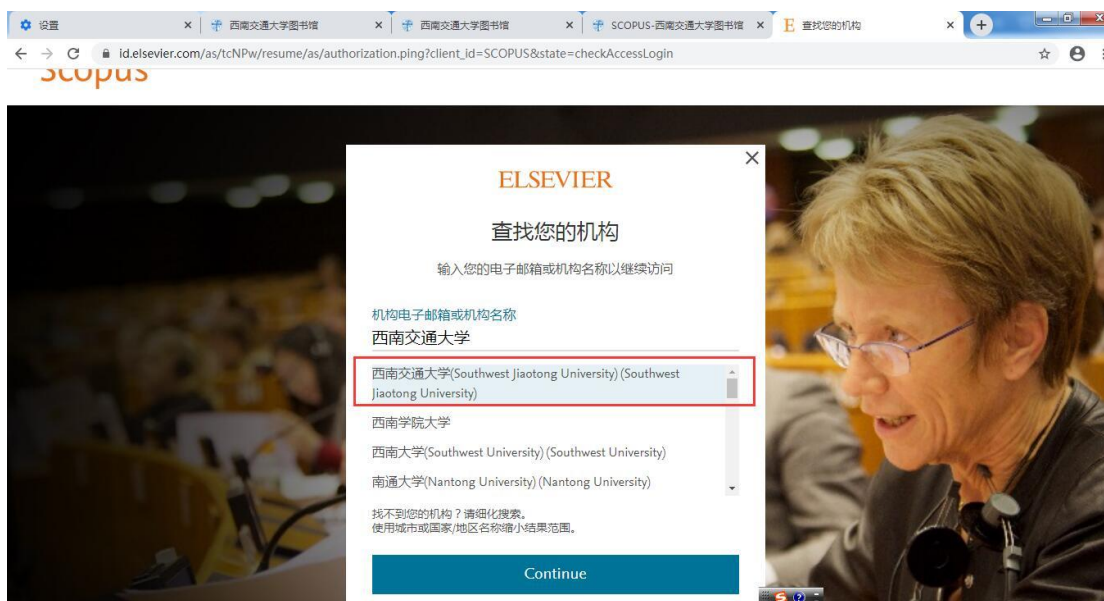 设置
西南交通大学图书馆
西南交通大学图书馆
SCOPUS-西南交通大学图书馆
E 查找您的机构
id.elsevier.com/as/tcNPw/resume/as/authorization.ping?client_id=SCOPUS&state=checkAccessLogin
Scopus
ELSEVIER
查找您的机构
输入您的电子邮箱或机构名称以继续访问
机构电子邮箱或机构名称
西南交通大学
西南交通大学(Southwest Jiaotong University) (Southwest
Jiaotong University)
西南学院大学
西南大学(Southwest University) (Southwest University)
南通大学(Nantong University) (Nantong University)
找不到您的机构？请细化搜索。
使用城市或国家/地区名称缩小结果范围。
Continue